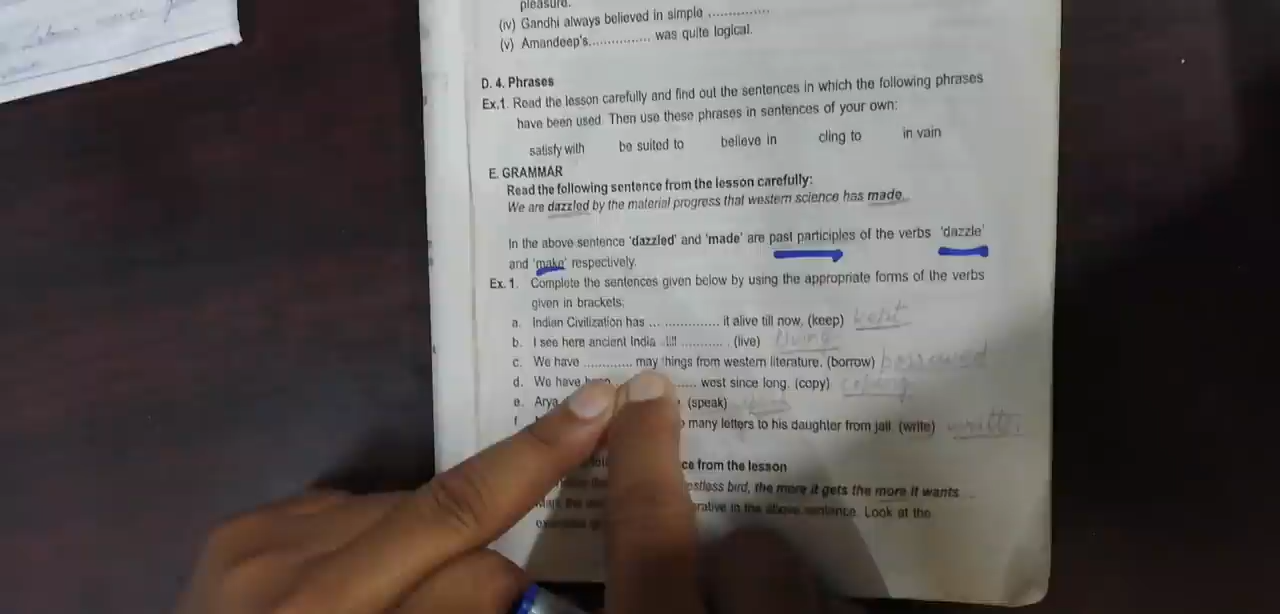 pleasure.
(iv) Gandhi always believed in simple ...............
(v) Amandeep's............... was quite logical.
D. 4. Phrases
Ex.1. Read the lesson carefully and find out the sentences in which the following phrases
have been used. Then use these phrases in sentences of your own:
satisfy with be suited to believe in cling to in vain
E. GRAMMAR
Read the following sentence from the lesson carefully:
We are dazzled by the material progress that western science has made.
In the above sentence 'dazzled' and 'made' are past participles of the verbs 'dazzle'
and 'make' respectively.
Ex. 1. Complete the sentences given below by using the appropriate forms of the verbs
given in brackets:
a. Indian Civilization has ... .............. it alive till now. (keep) kept
b. I see here ancient India still ........... . (live) living
c. We have ............ may things from western literature. (borrow) borrowed
d. We have ..... west since long. (copy) copying
e. Arya (speak)
many letters to his daughter from jail. (write) written
ce from the lesson
bird, the more it gets the more it wants
in the above sentence. Look at the